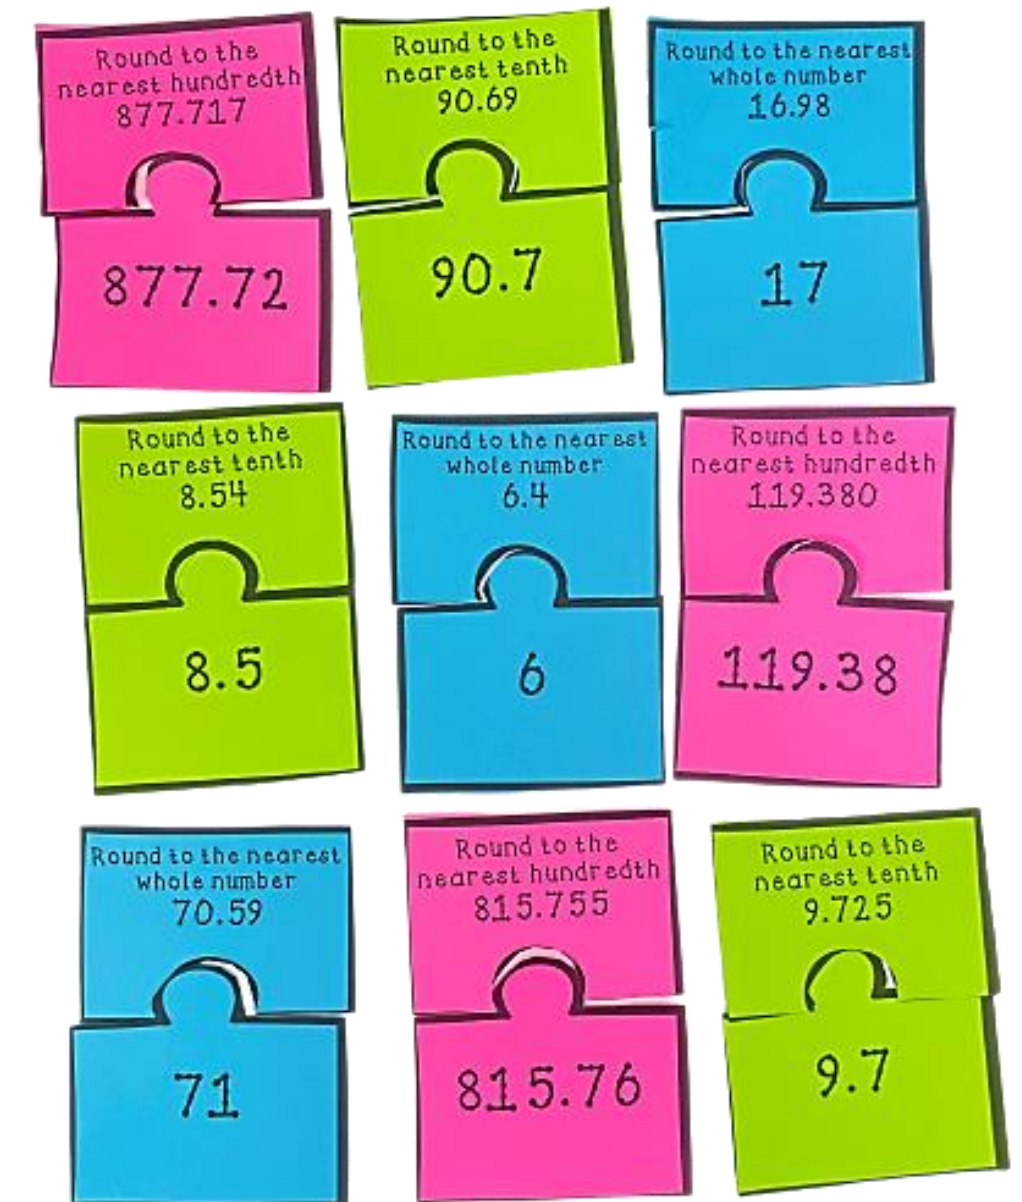 Round to the
nearest hundredth
877.717
877.72
Round to the
nearest tenth
90.69
90.7
Round to the nearest
whole number
16.98
17
Round to the
nearest tenth
8.54
8.5
Round to the nearest
whole number
6.4
6
Round to the
nearest hundredth
119.380
119.38
Round to the nearest
whole number
70.59
71
Round to the
nearest hundredth
815.755
815.76
Round to the
nearest tenth
9.725
9.7